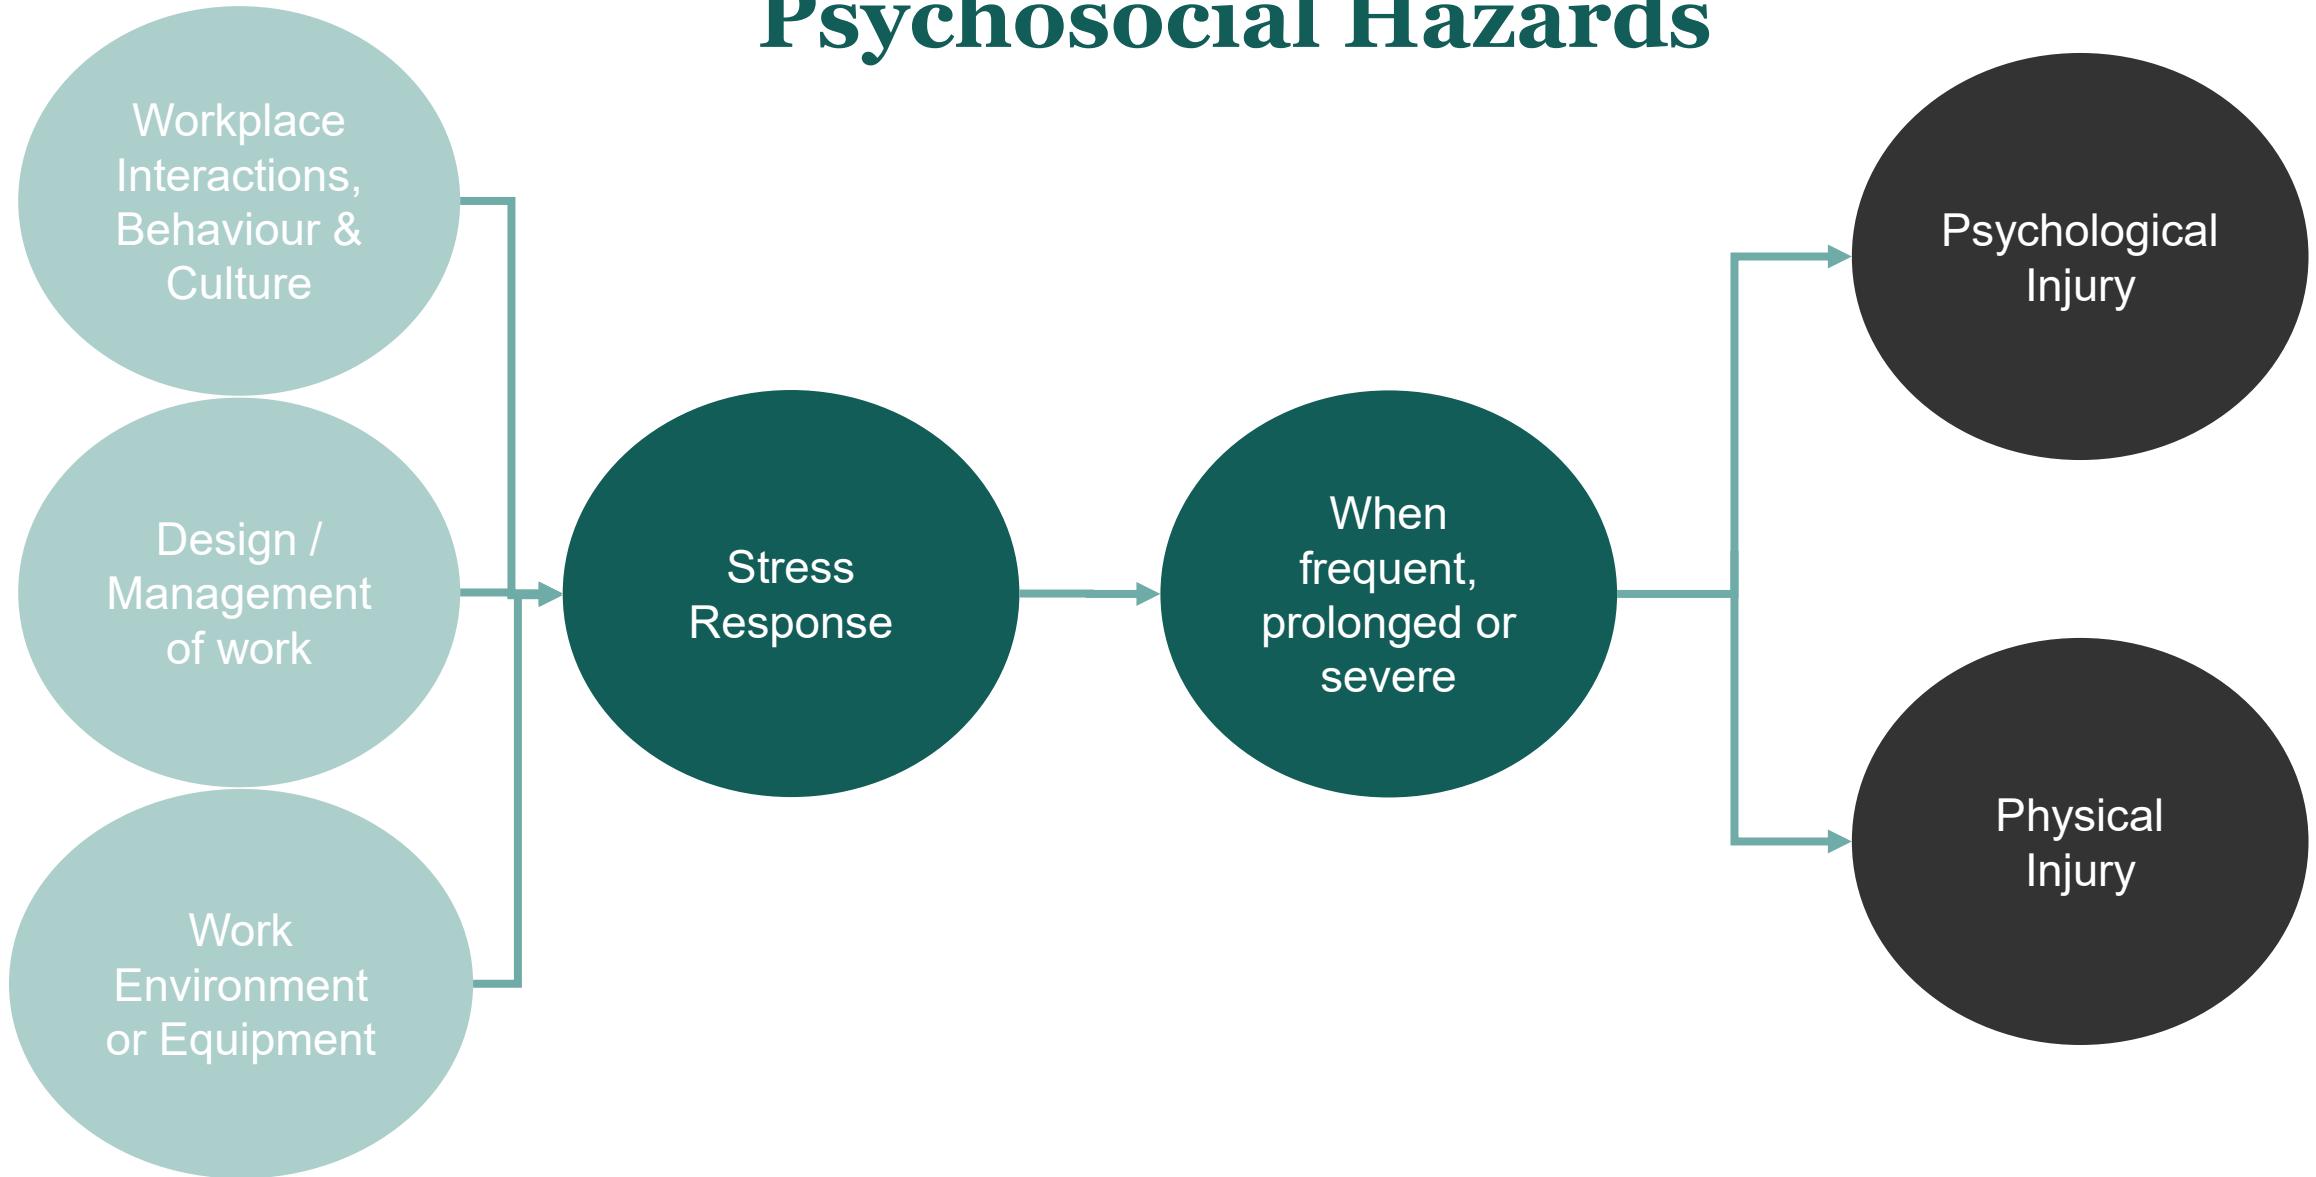 Psychosocial Hazards
Workplace
Interactions,
Behaviour &
Culture
Design /
Management
of work
Work
Environment
or Equipment
Stress
Response
When
frequent,
prolonged or
severe
Psychological
Injury
Physical
Injury